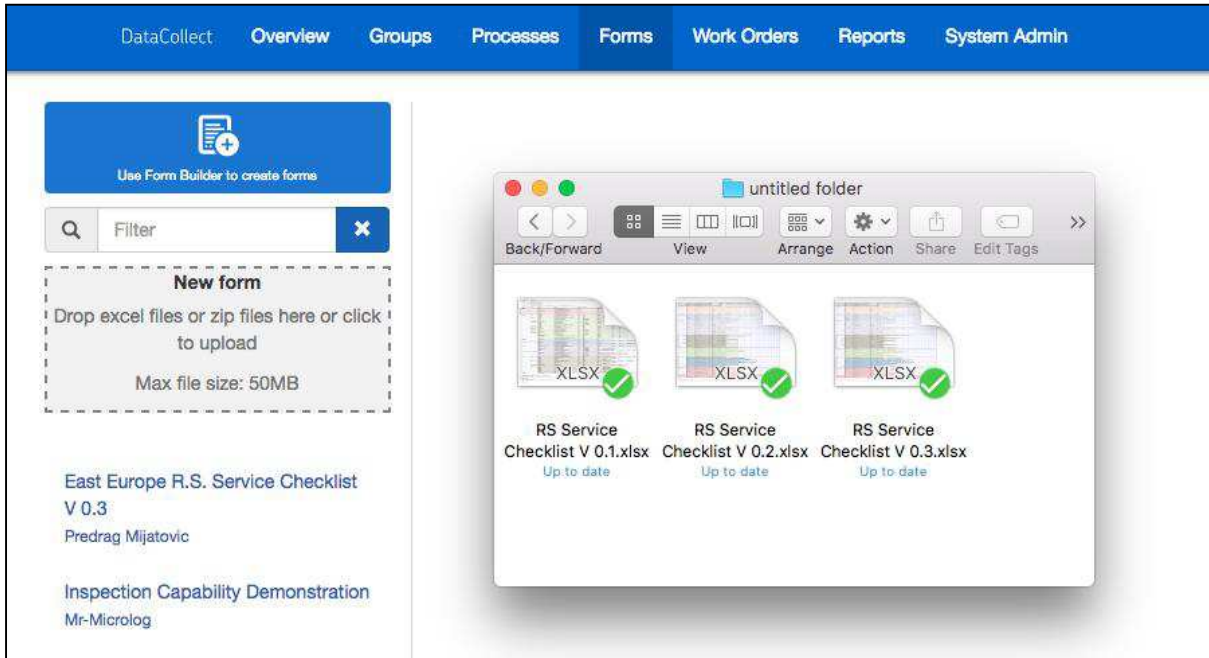 DataCollect Overview Groups Processes Forms Work Orders Reports System Admin
Use Form Builder to create forms
Filter
New form
Drop excel files or zip files here or click
to upload
Max file size: 50MB
East Europe R.S. Service Checklist
V 0.3
Predrag Mijatovic
Inspection Capability Demonstration
Mr-Microlog
untitled folder
Back/Forward View Arrange Action Share Edit Tags
XLSX XLSX XLSX
RS Service RS Service RS Service
Checklist V 0.1.xlsx Checklist V 0.2.xlsx Checklist V 0.3.xlsx
Up to date Up to date Up to date